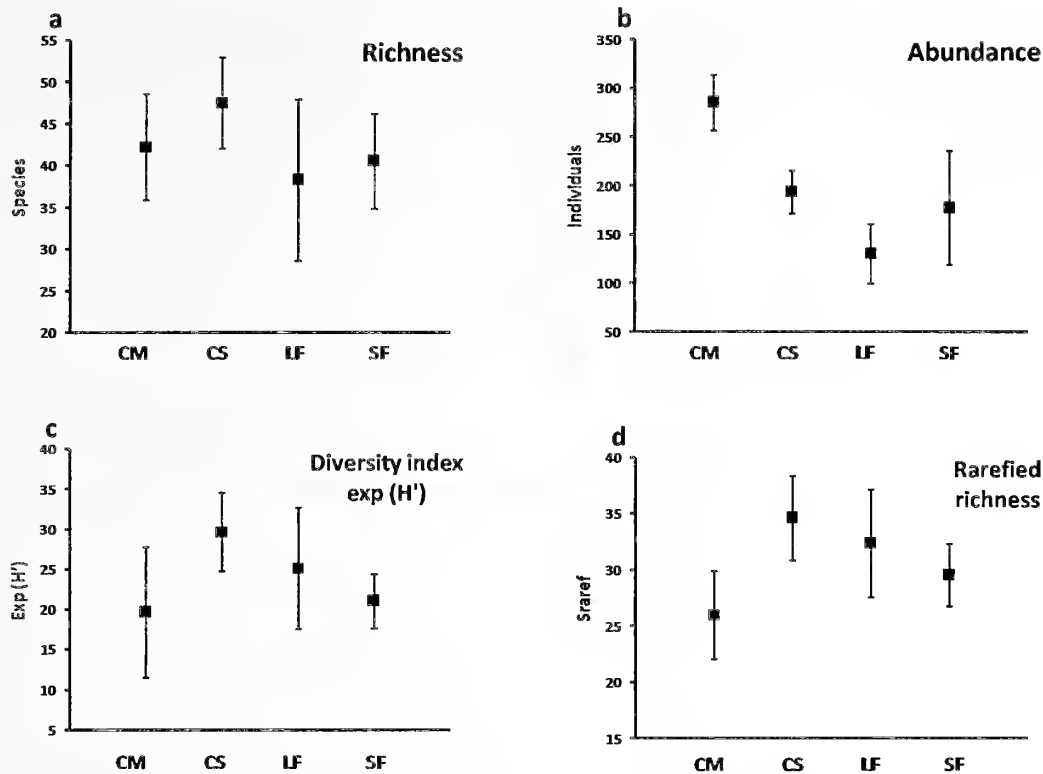 a
Richness
55
50
45
40
35
30
25
20
Species
CM CS LF SF
b
Abundance
350
300
250
200
150
100
50
Individuals
CM CS LF SF
c
Diversity index
exp (H')
40
35
30
25
20
15
10
5
Exp (H')
CM CS LF SF
d
Rarefied
richness
40
35
30
25
20
15
Sraref
CM CS LF SF